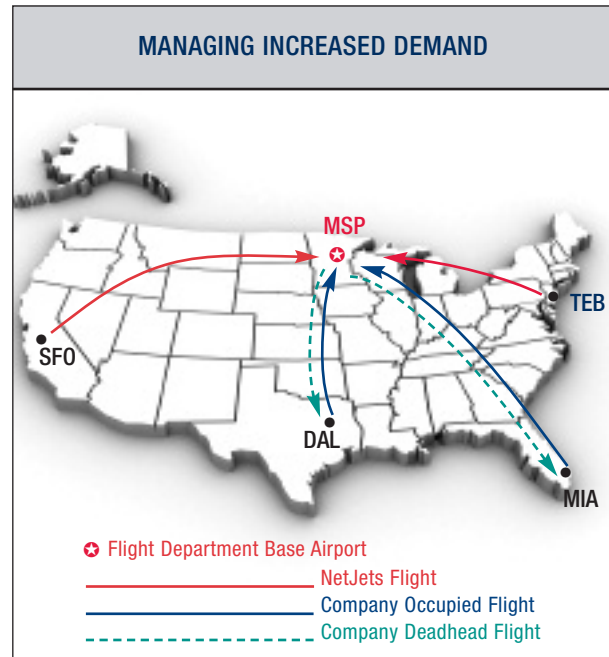 MANAGING INCREASED DEMAND
MSP
TEB
SFO
DAL
MIA
Flight Department Base Airport
NetJets Flight
Company Occupied Flight
Company Deadhead Flight